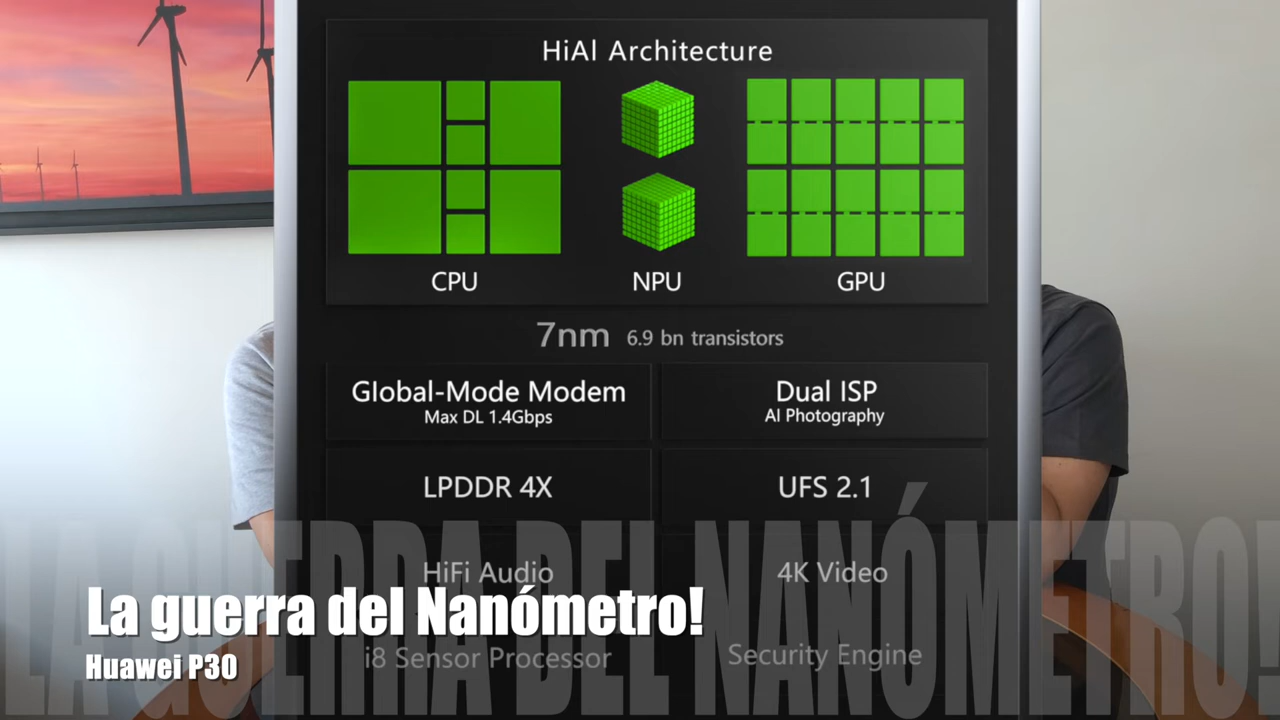 HiAl Architecture
CPU
NPU
GPU
7nm 6.9 bn transistors
Global-Mode Modem
Max DL 1.4Gbps
Dual ISP
AI Photography
LPDDR 4X
UFS 2.1
HiFi Audio
4K Video
i8 Sensor Processor
Security Engine
LA GUERRA DEL NANÓMETRO!
La guerra del Nanómetro!
Huawei P30